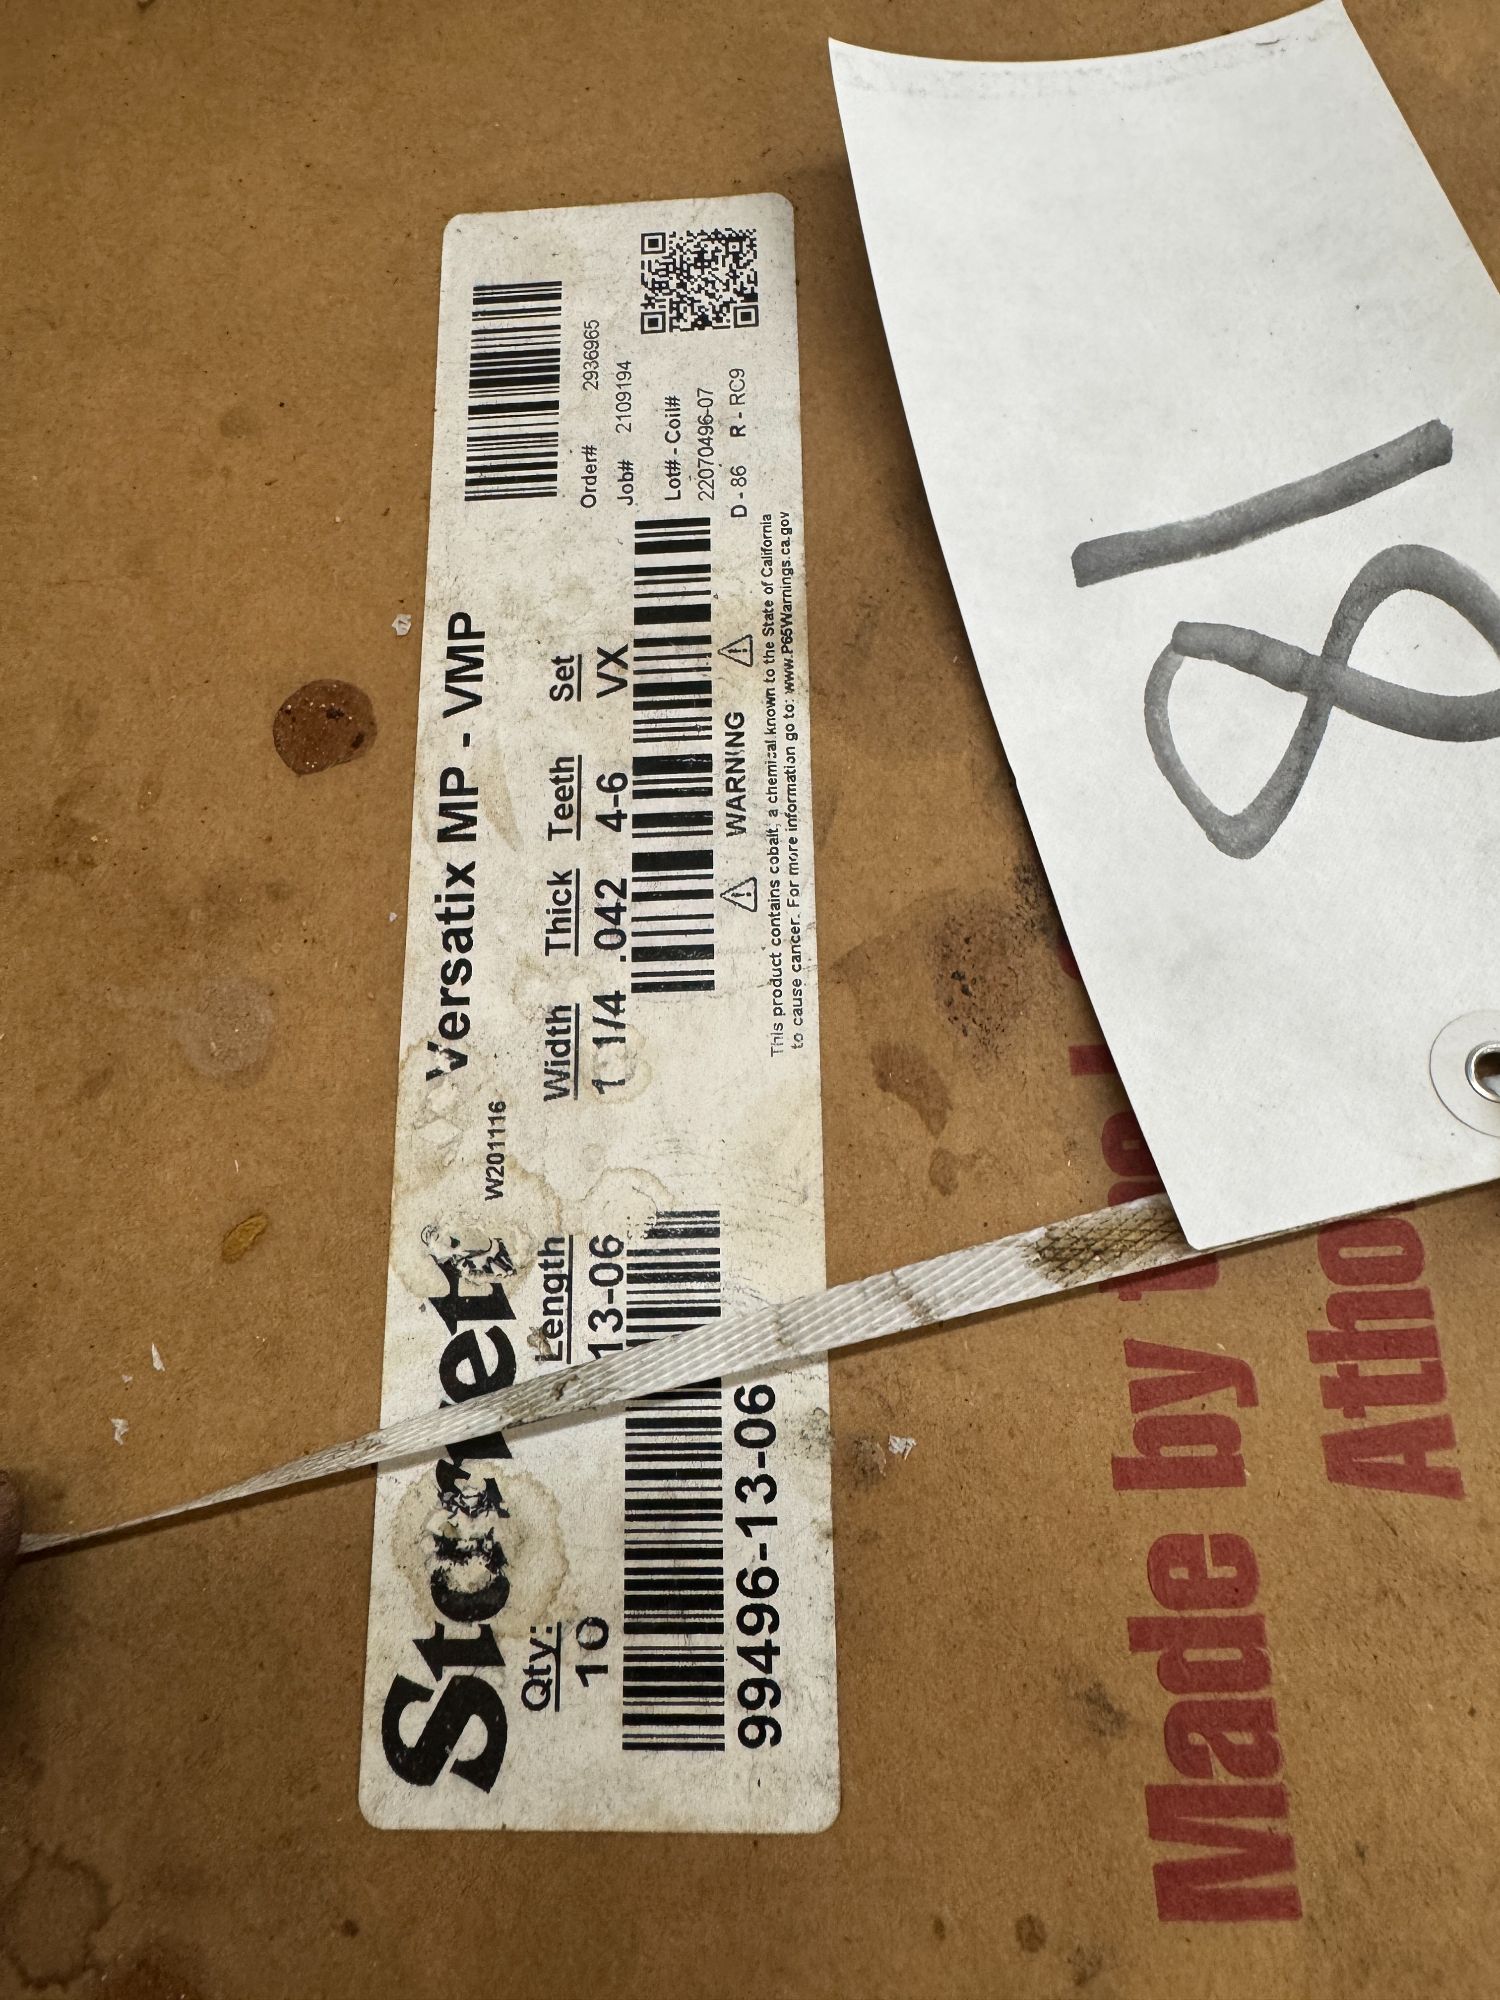 Starrett®
W201116
Versatix MP - VMP
Qty: Length Width Thick Teeth Set
10 13-06 1 1/4 .042 4-6 VX
99496-13-06
Order# 2936965
Job# 2109194
Lot# - Coil#
22070496-07
D - 86 R - RC9
WARNING
This product contains cobalt, a chemical known to the State of California
to cause cancer. For more information go to: www.P65Warnings.ca.gov
81
Made by the
Atho